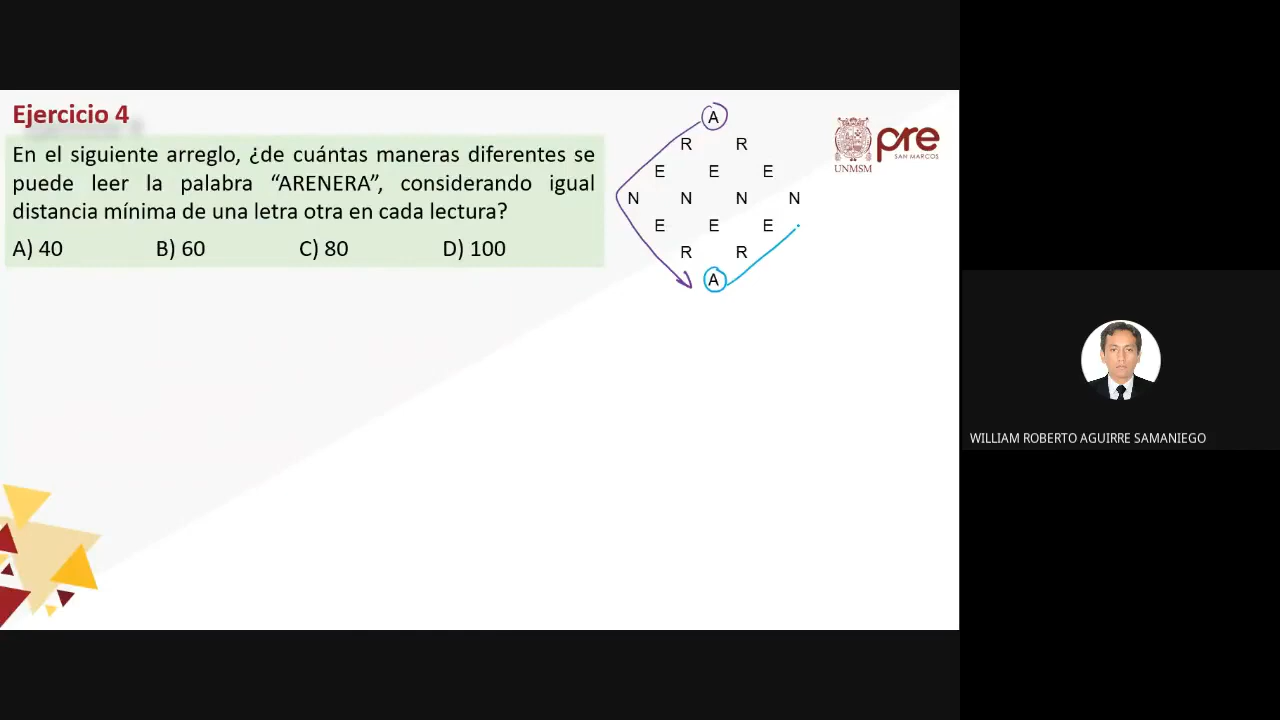 Ejercicio 4
En el siguiente arreglo, ¿de cuántas maneras diferentes se
puede leer la palabra “ARENERA”, considerando igual
distancia mínima de una letra otra en cada lectura?
A) 40 B) 60 C) 80 D) 100
A
R R
E E E
N N N N
E E E
R R
A
UNMSM
pre
SAN MARCOS
WILLIAM ROBERTO AGUIRRE SAMANIEGO